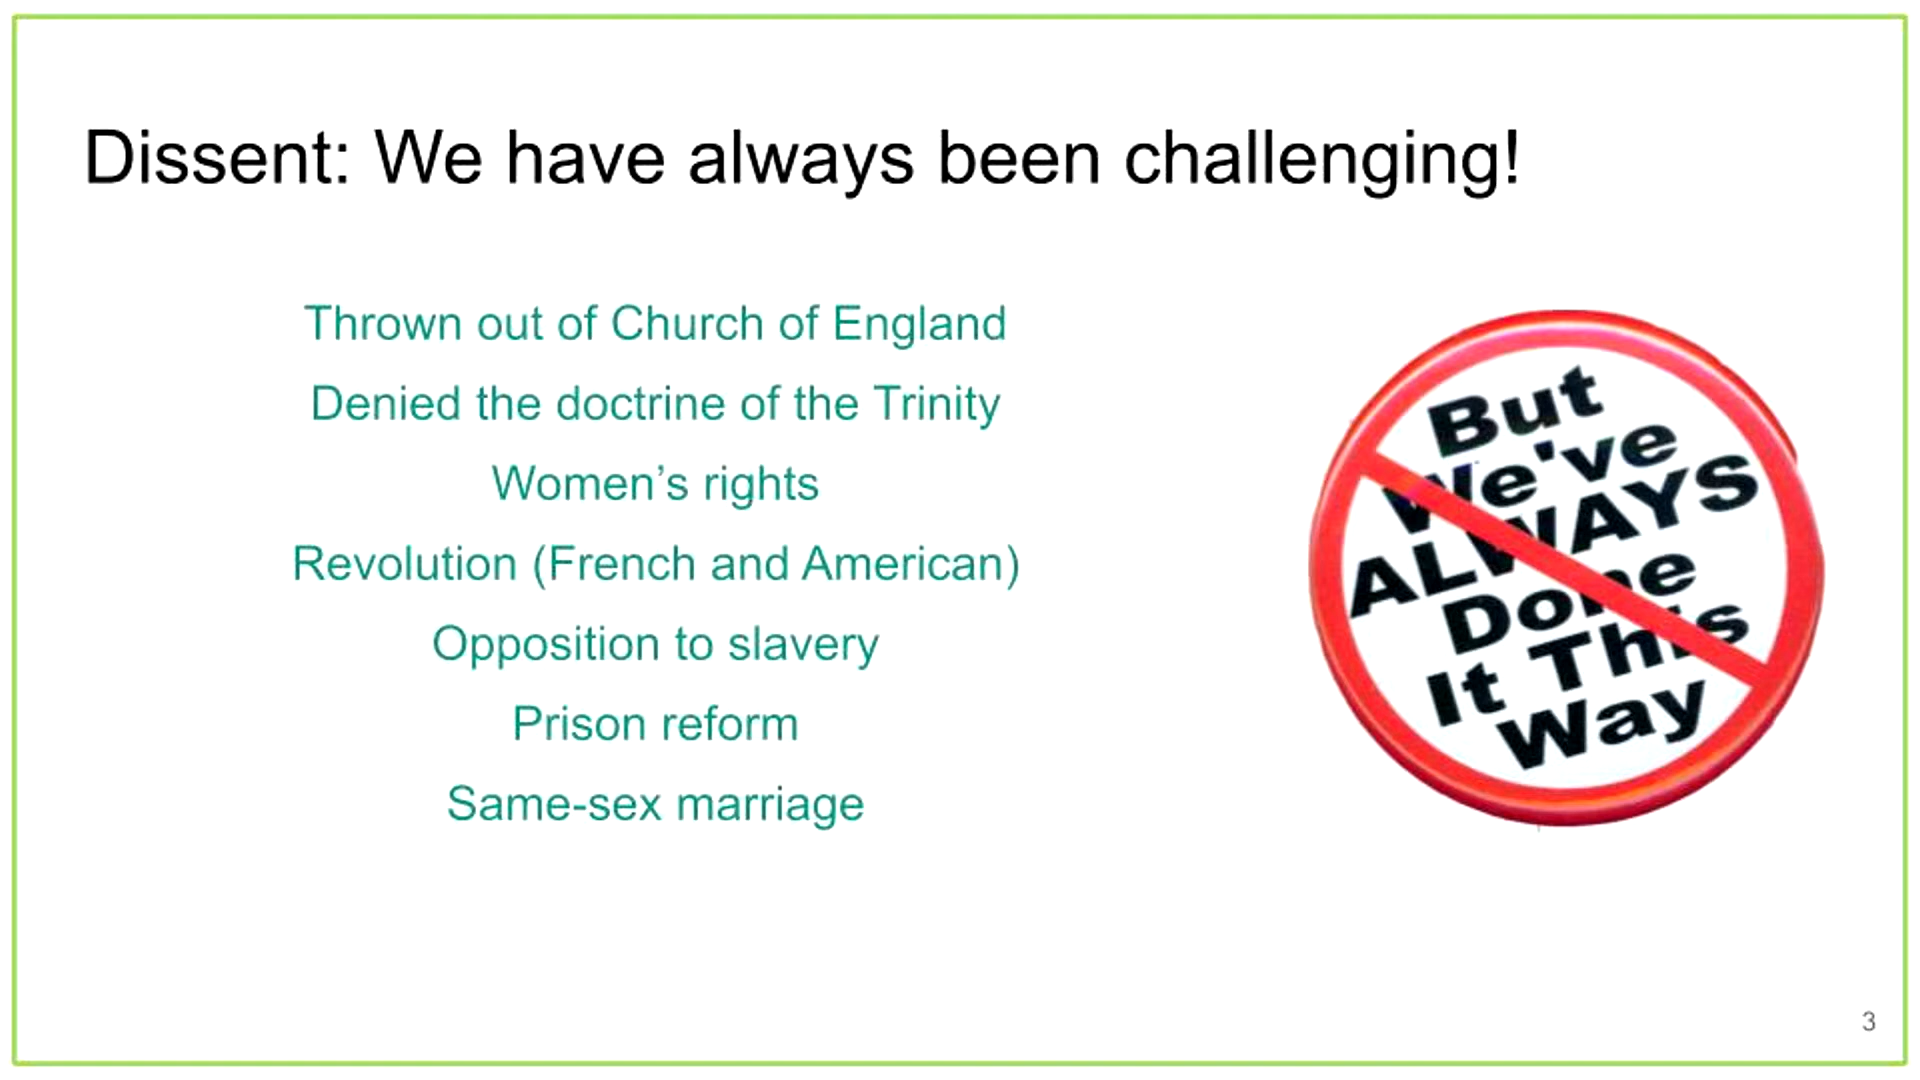 Dissent: We have always been challenging!
Thrown out of Church of England
Denied the doctrine of the Trinity
Women’s rights
Revolution (French and American)
Opposition to slavery
Prison reform
Same-sex marriage
But
We've
ALWAYS
Done
It This
Way
3